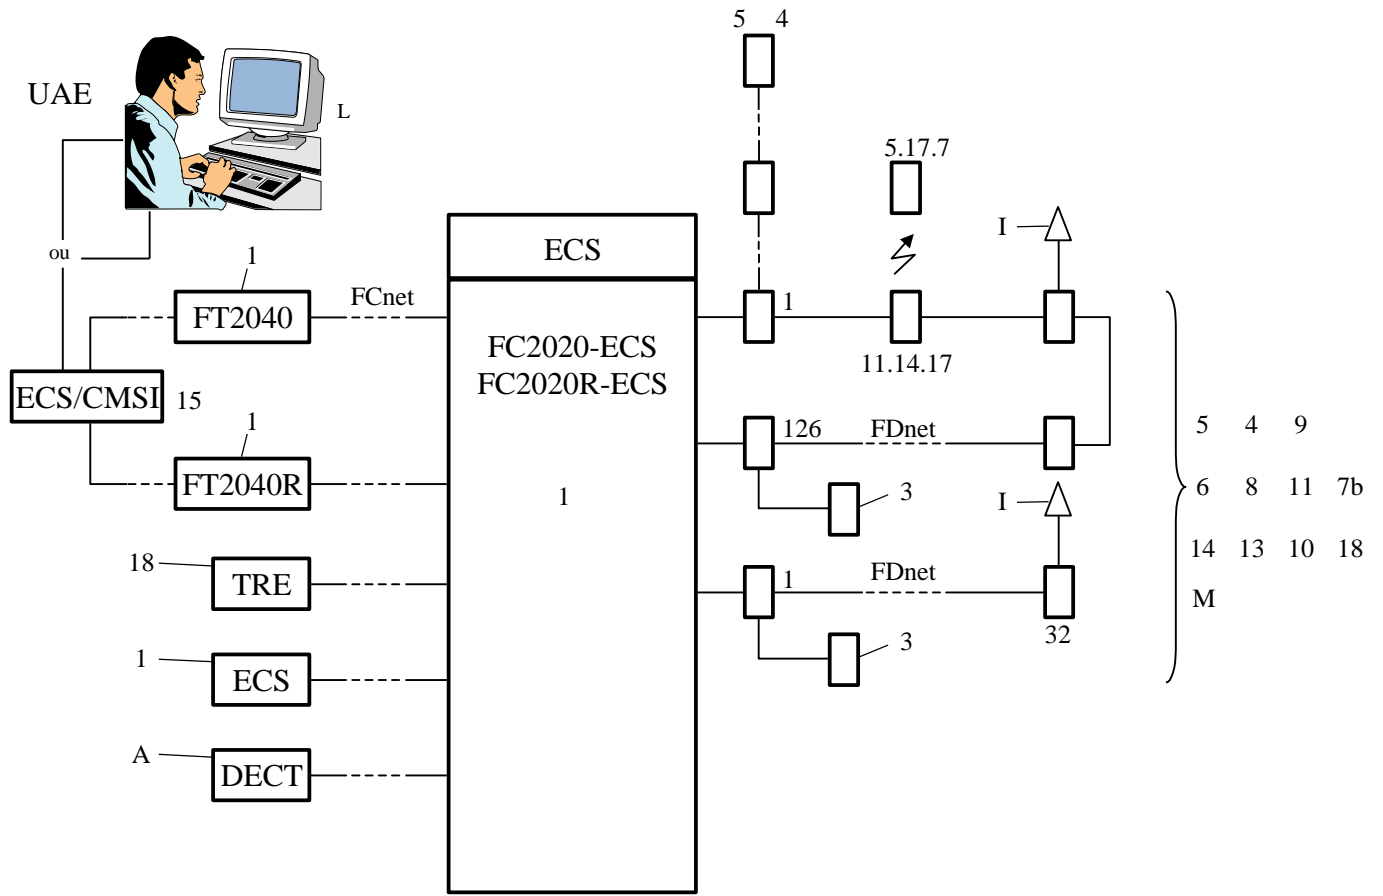 5 4
UAE
L
5.17.7
I
ou
ECS
1
FCnet
1
FT2040
FC2020-ECS
FC2020R-ECS
11.14.17
ECS/CMSI
15
1
126
FDnet
5 4 9
FT2040R
1
3
I
6 8 11 7b
14 13 10 18
18
TRE
1
FDnet
M
32
1
ECS
3
A
DECT